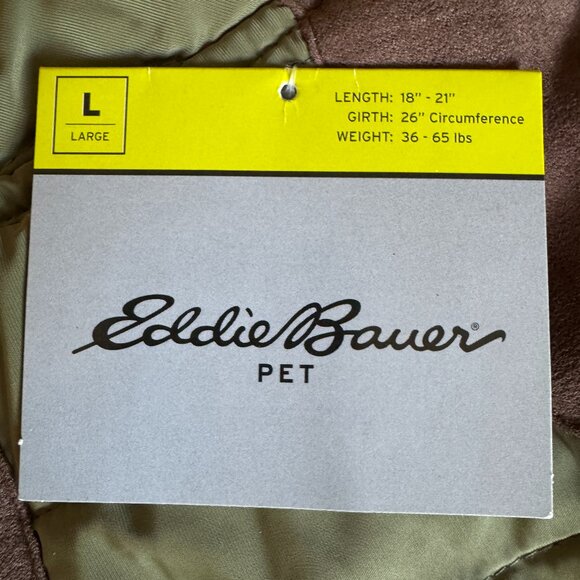 L
LARGE
LENGTH: 18" - 21"
GIRTH: 26" Circumference
WEIGHT: 36 - 65 lbs
Eddie Bauer®
PET